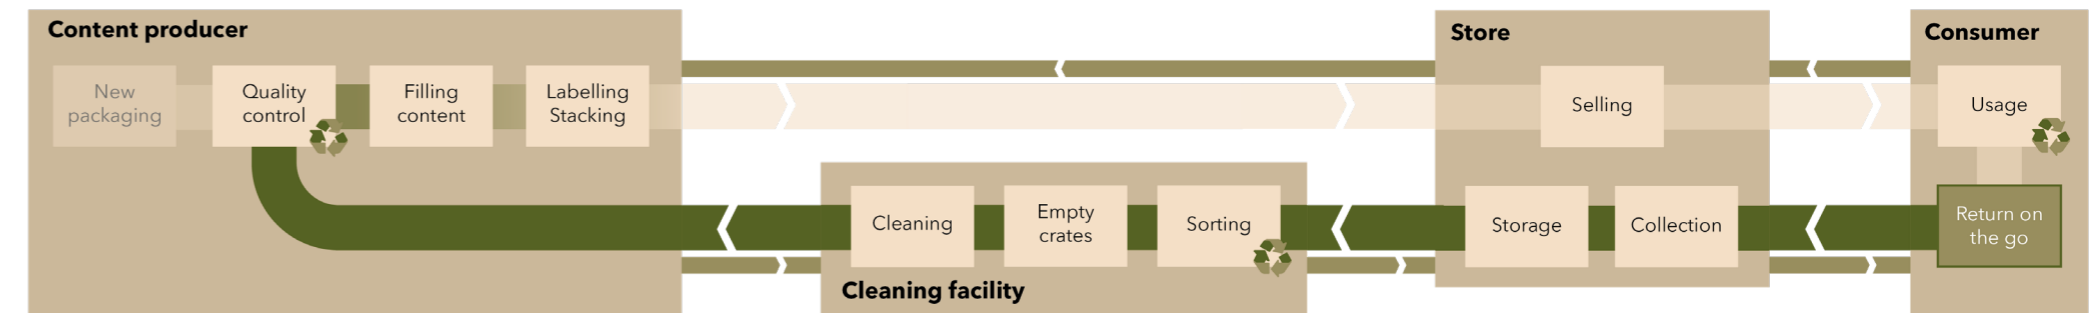 Content producer
New
packaging
Quality
control
Filling
content
Labelling
Stacking
Store
Selling
Consumer
Usage
Cleaning
Empty
crates
Sorting
Cleaning facility
Storage
Collection
Return on
the go